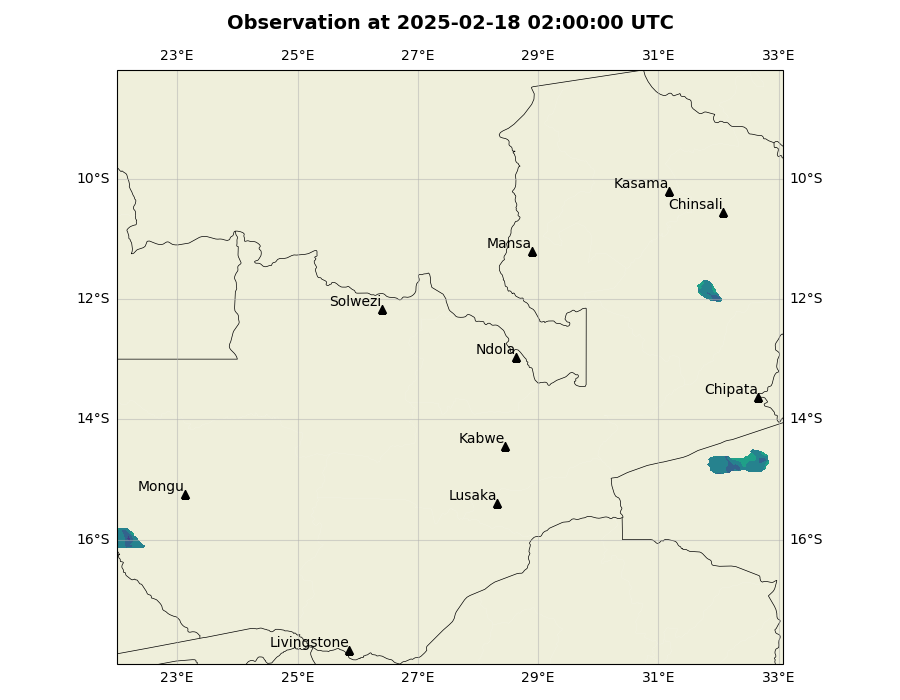 Observation at 2025-02-18 02:00:00 UTC
23°E 25°E 27°E 29°E 31°E 33°E
10°S 10°S
Kasama
Chinsali
Mansa
12°S 12°S
Solwezi
Ndola
Chipata
14°S 14°S
Kabwe
Mongu
Lusaka
16°S 16°S
Livingstone
23°E 25°E 27°E 29°E 31°E 33°E